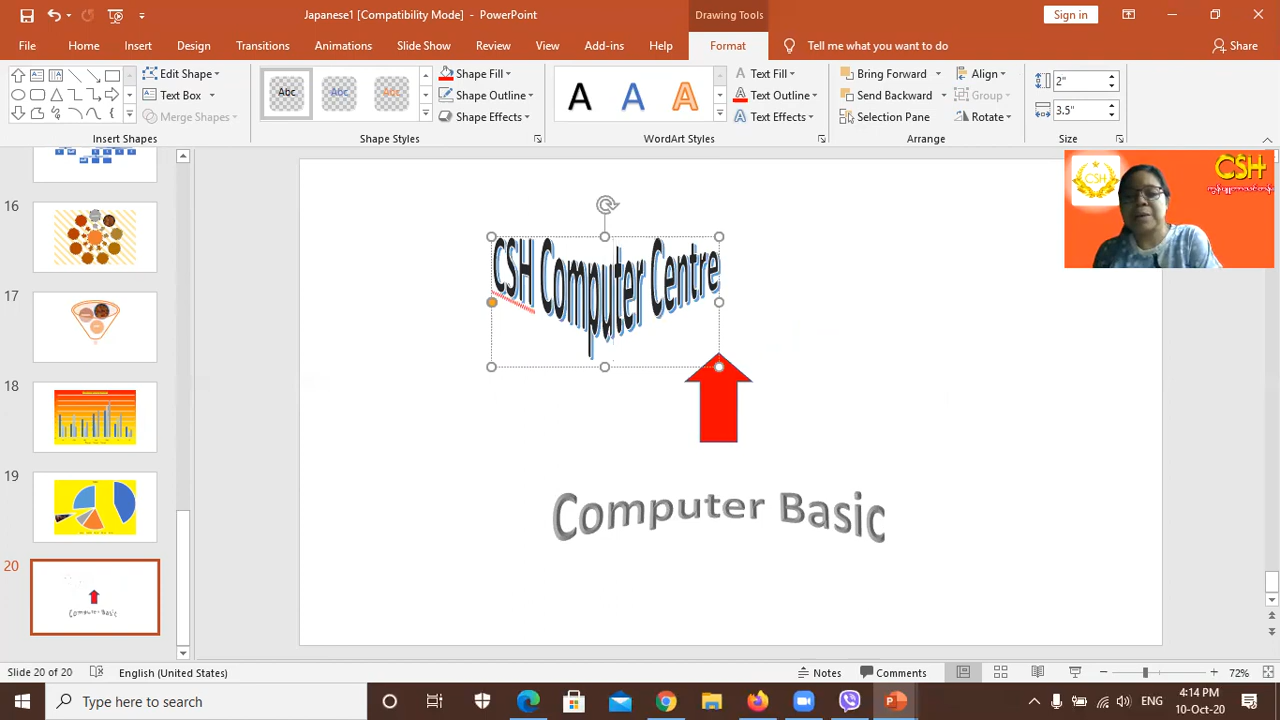 Japanese1 [Compatibility Mode] - PowerPoint
Drawing Tools
Sign in
File Home Insert Design Transitions Animations Slide Show Review View Add-ins Help Format Tell me what you want to do Share
Edit Shape
Text Box
Merge Shapes
Insert Shapes
Abc Abc Abc
Shape Fill
Shape Outline
Shape Effects
Shape Styles
A A A
Text Fill
Text Outline
Text Effects
WordArt Styles
Bring Forward
Send Backward
Selection Pane
Align
Group
Rotate
Arrange
2"
3.5"
Size
16
17
18
19
20
Computer Basic
CSH Computer Centre
Computer Basic
CSH
CSH
Slide 20 of 20
English (United States)
Notes
Comments
72%
Type here to search
ENG
4:14 PM
10-Oct-20